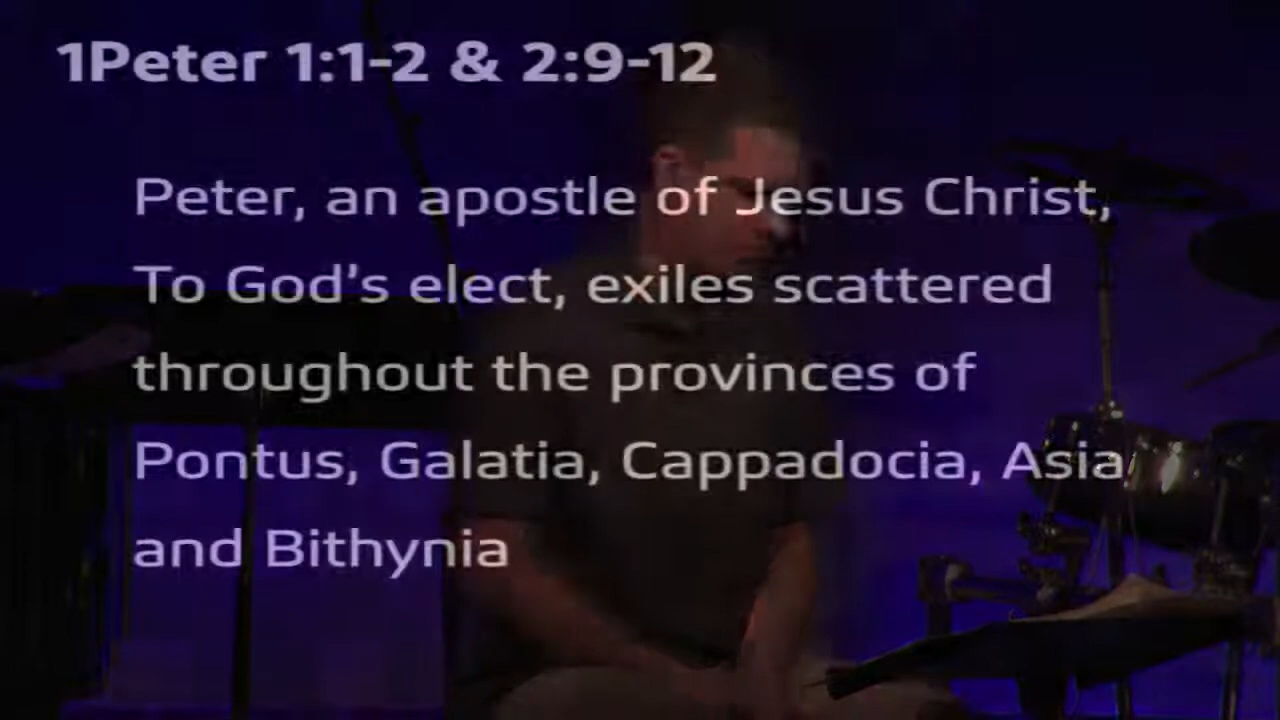 1Peter 1:1-2 & 2:9-12
Peter, an apostle of Jesus Christ,
To God's elect, exiles scattered
throughout the provinces of
Pontus, Galatia, Cappadocia, Asia
and Bithynia